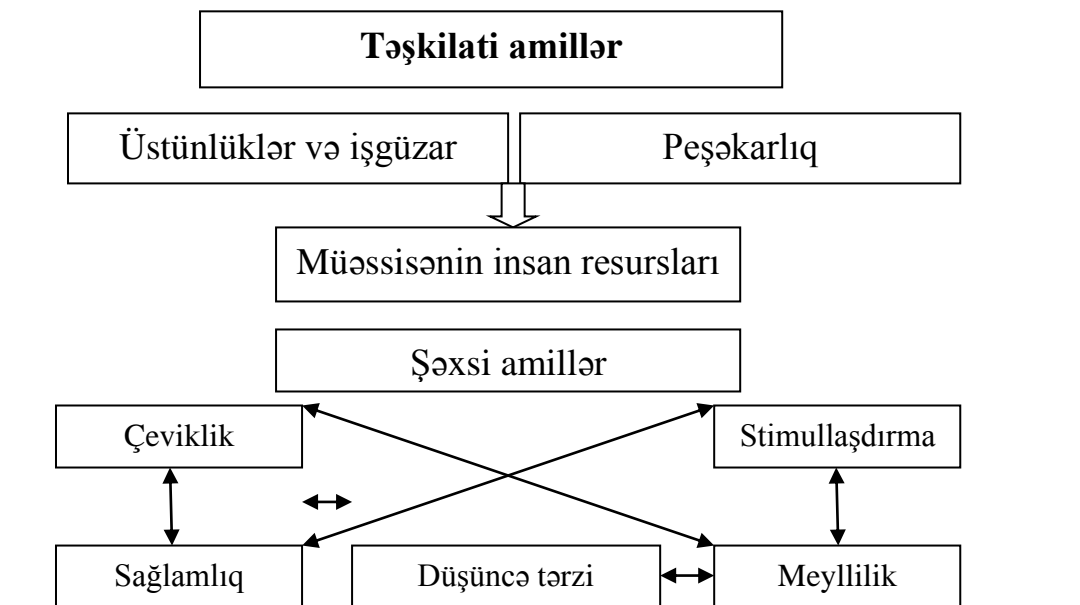 Təşkilati amillər
Üstünlüklər və işgüzar
Peşəkarlıq
Müəssisənin insan resursları
Şəxsi amillər
Çeviklik
Stimullaşdırma
Sağlamlıq
Düşüncə tərzi
Meyllilik